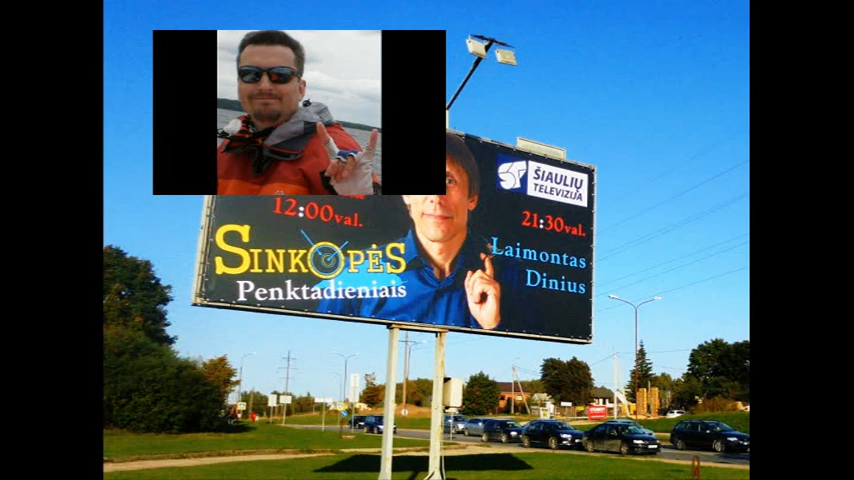 ŠIAULIŲ
TELEVIZIJA
12:00val.
21:30val.
SINKOPĖS
Penktadieniais
Laimontas
Dinius